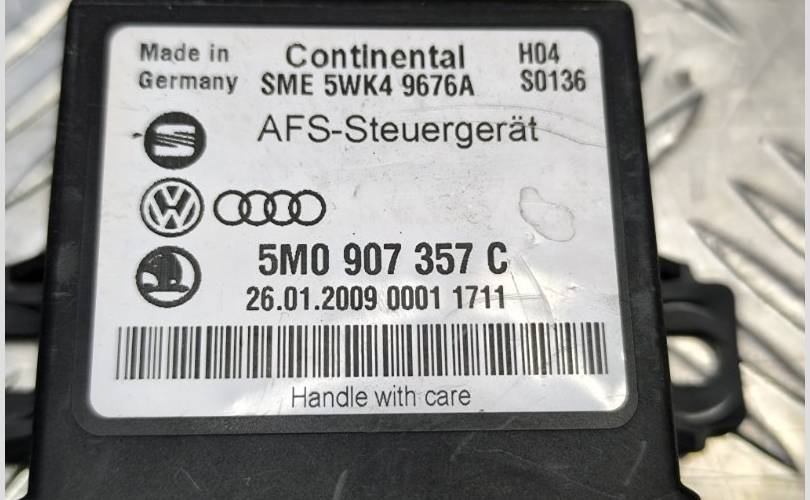 Made in Germany
Continental
SME 5WK4 9676A
H04
S0136
AFS-Steuergerät
5M0 907 357 C
26.01.2009 0001 1711
Handle with care